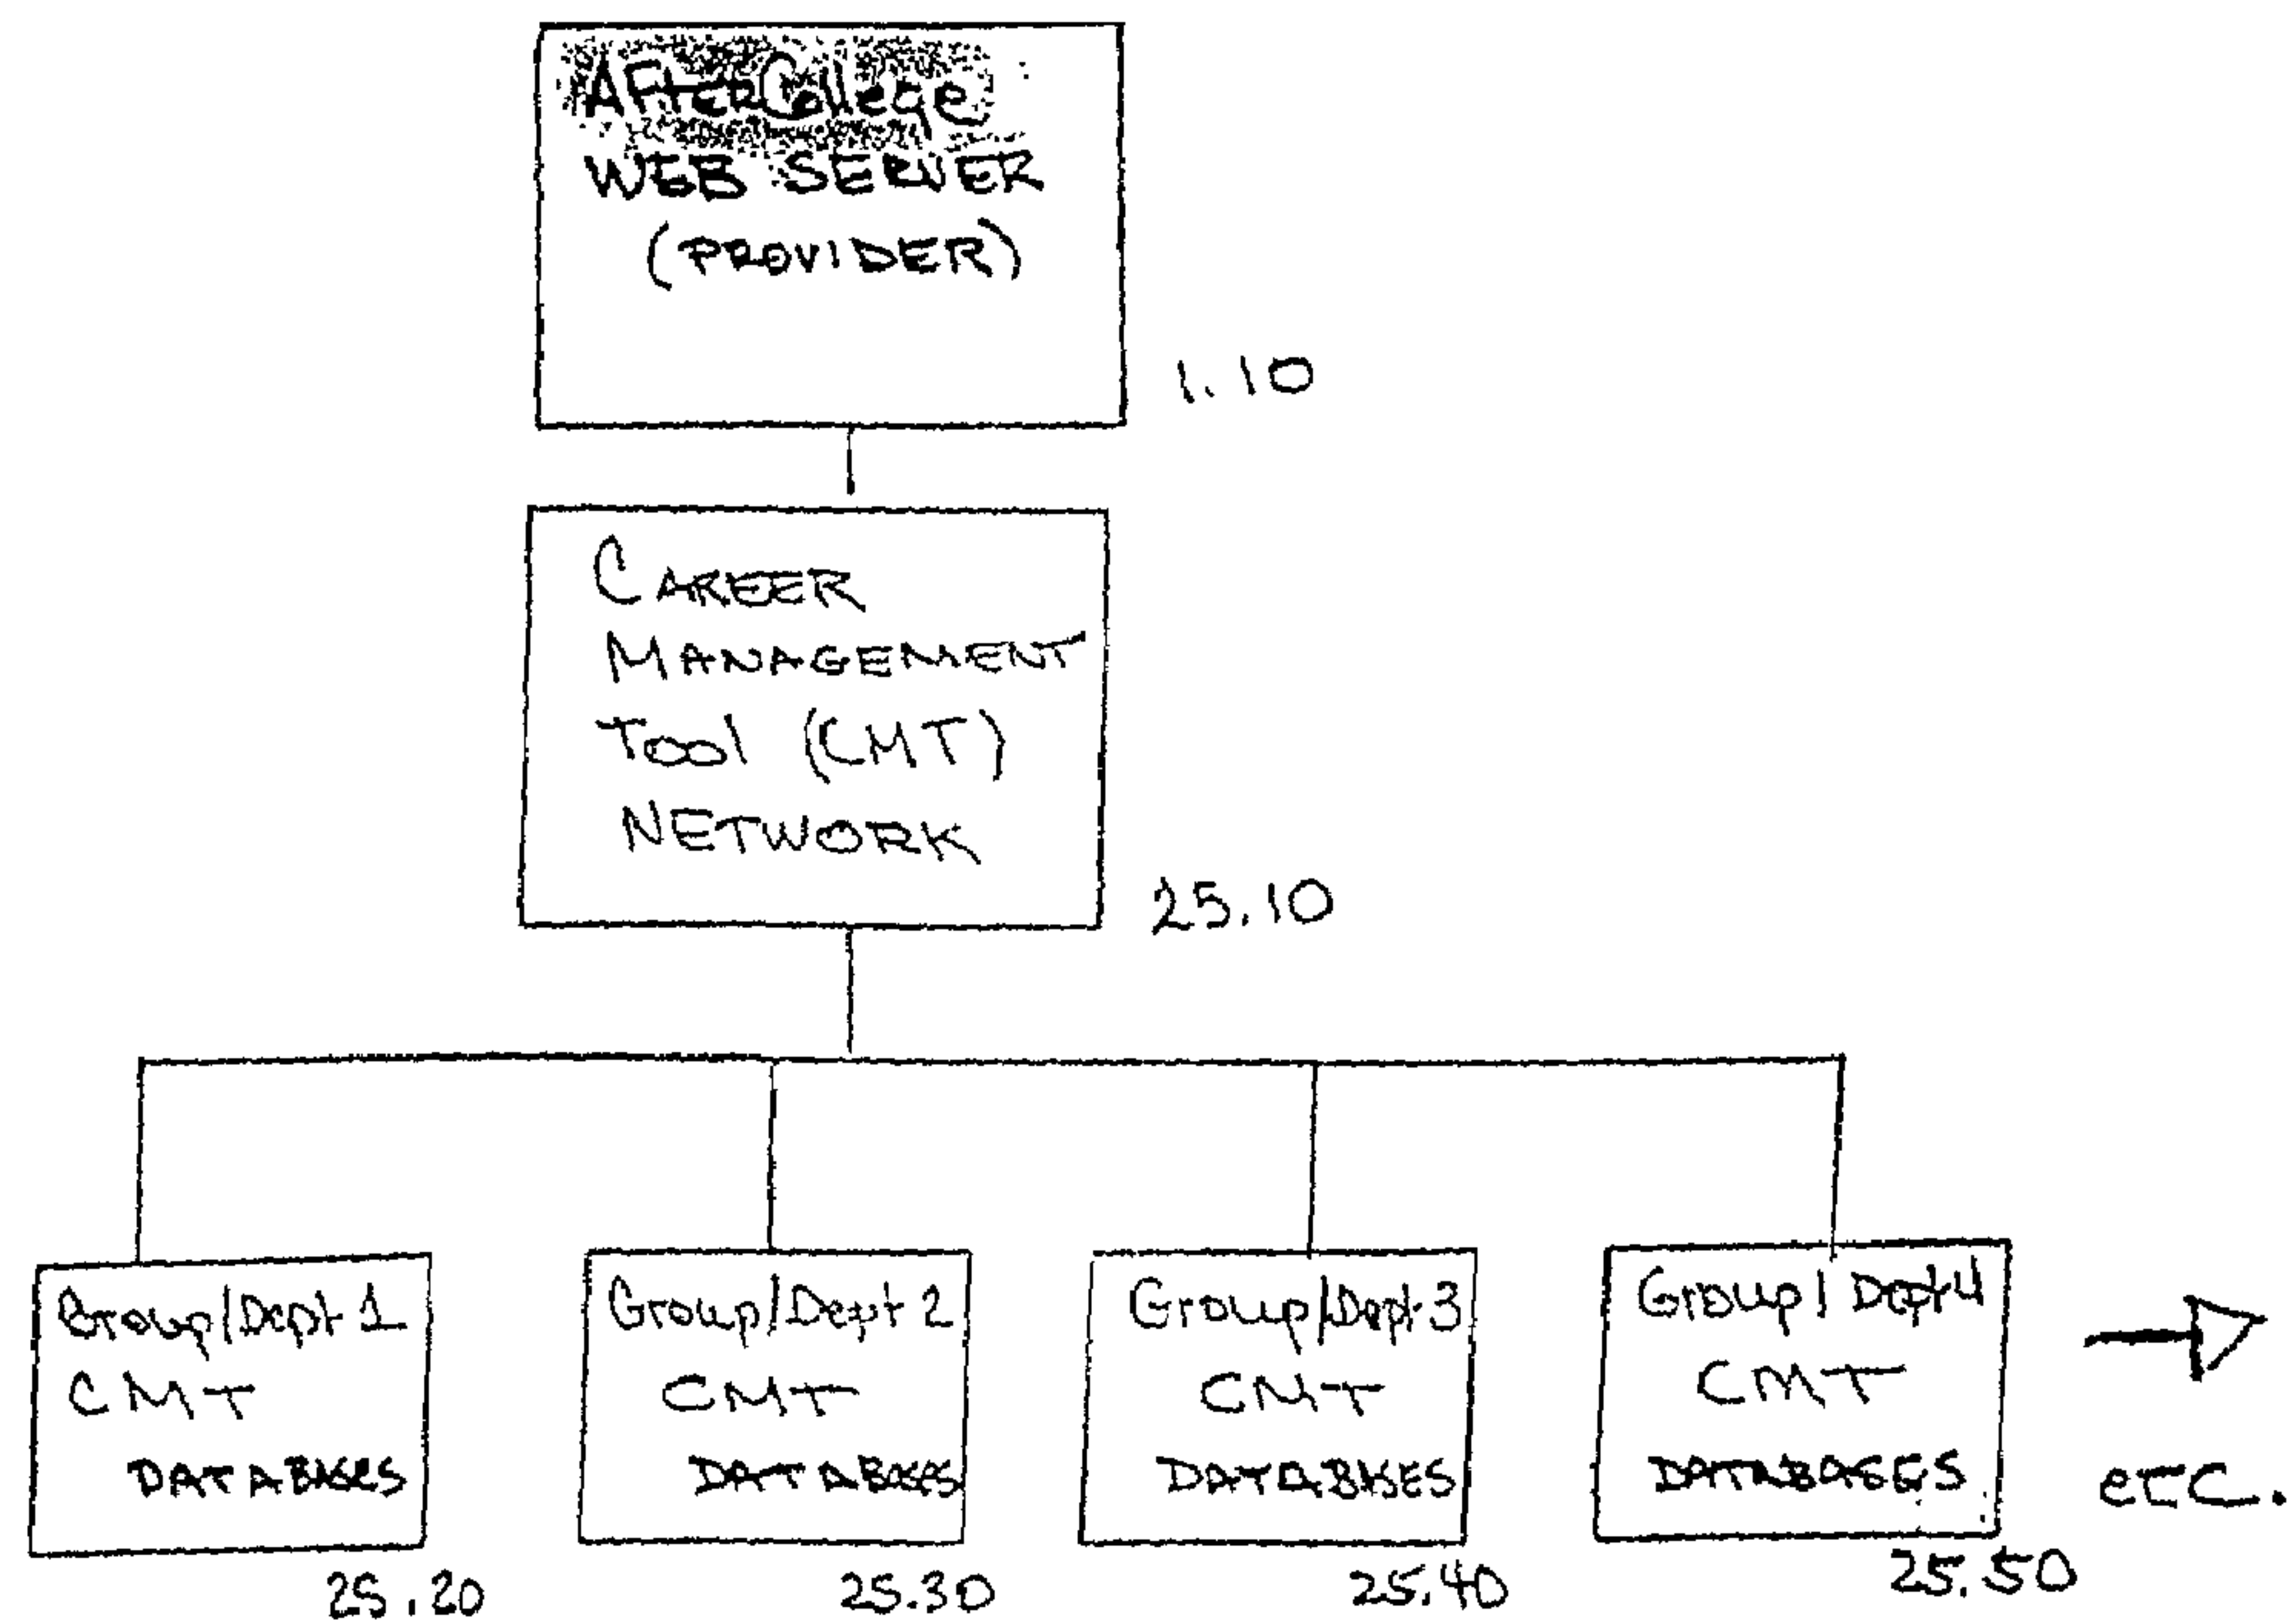 AfterCollege
WEB SERVER
(PROVIDER)
1.10
CAREER
MANAGEMENT
Tool (CMT)
NETWORK
25.10
Group/Dept 1
CMT
DATABASES
25.20
Group/Dept 2
CMT
DATABASES
25.30
Group/Dept 3
CMT
DATABASES
25.40
Group/Dept 4
CMT
DATABASES
25.50
etc.